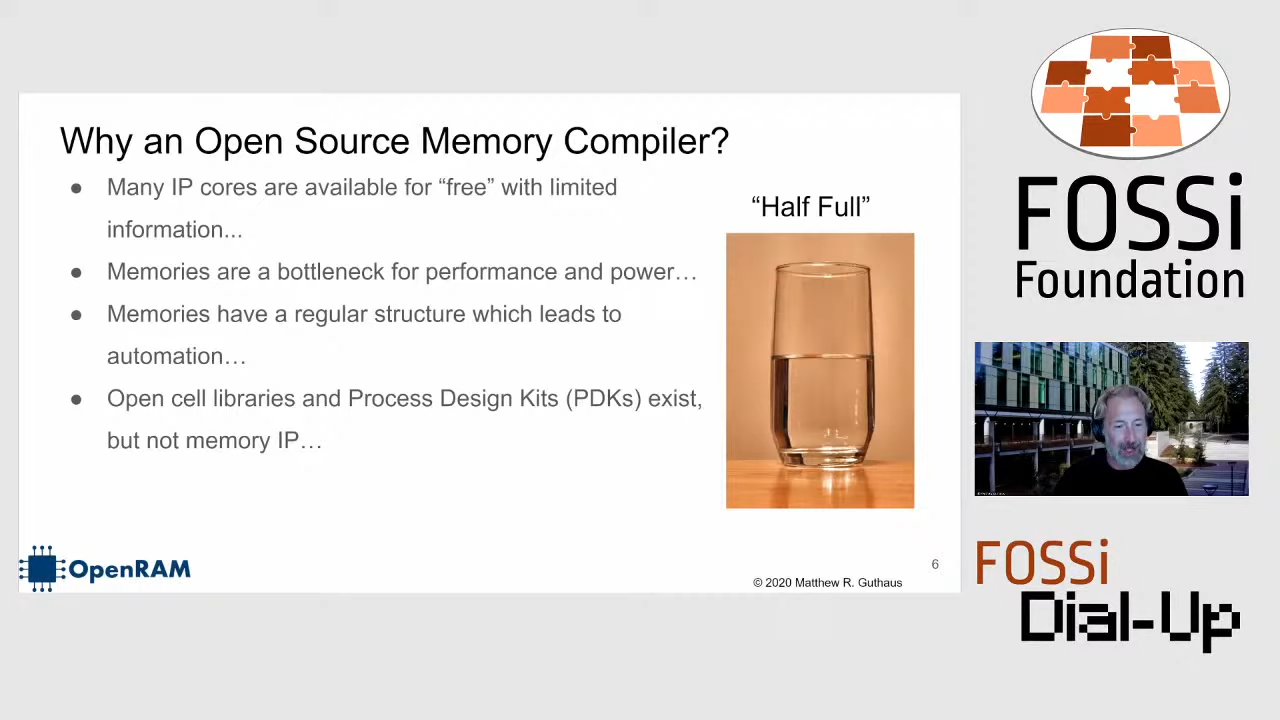 Why an Open Source Memory Compiler?
● Many IP cores are available for “free” with limited
information...
● Memories are a bottleneck for performance and power…
● Memories have a regular structure which leads to
automation…
● Open cell libraries and Process Design Kits (PDKs) exist,
but not memory IP…
“Half Full”
OpenRAM
6
© 2020 Matthew R. Guthaus
FOSSi
Foundation
FOSSi
Dial-Up